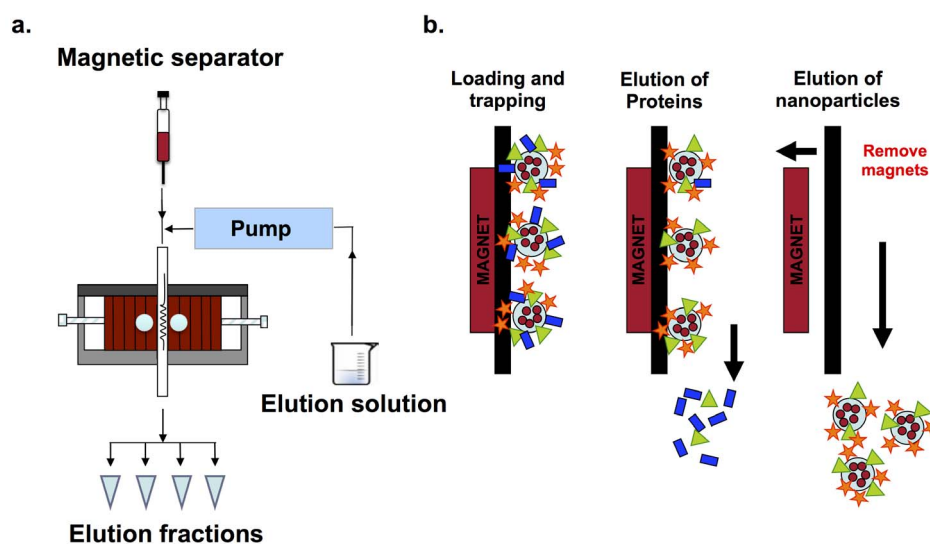 a.
Magnetic separator
Pump
Elution solution
Elution fractions
b.
Loading and
trapping
Elution of
Proteins
Elution of
nanoparticles
MAGNET
MAGNET
MAGNET
Remove
magnets